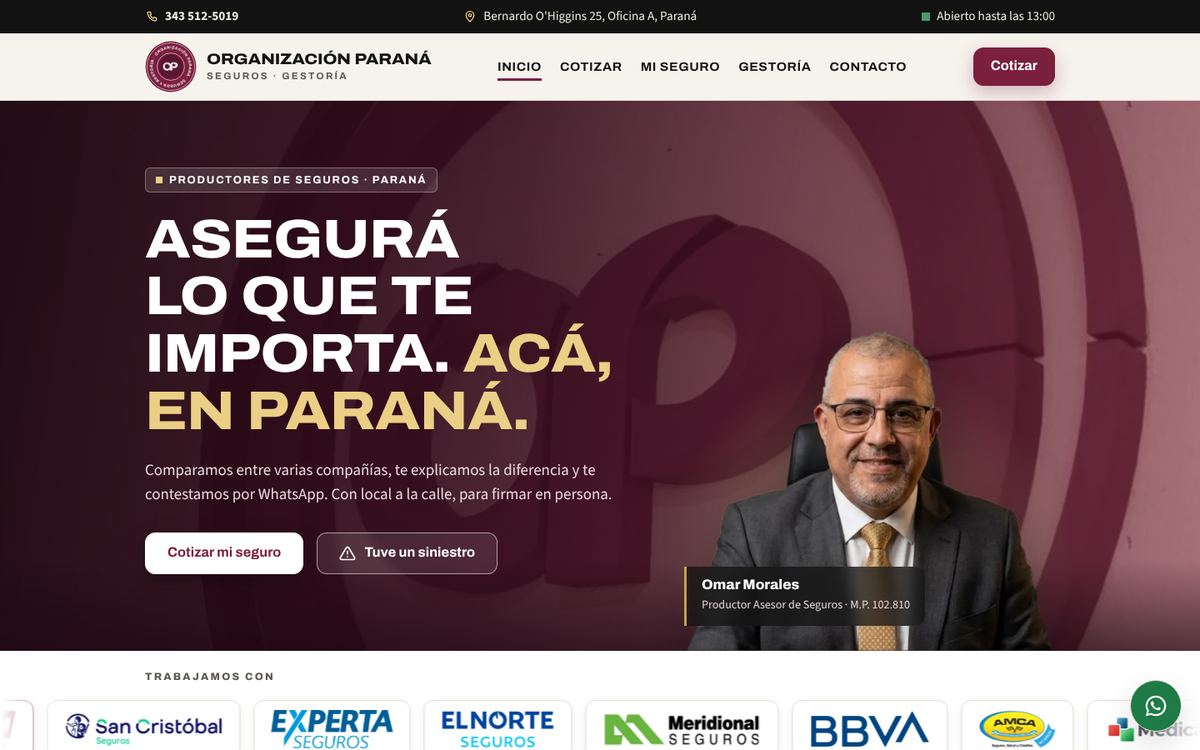 343 512-5019
Bernardo O'Higgins 25, Oficina A, Paraná
Abierto hasta las 13:00
OP
ORGANIZACIÓN PARANÁ
SEGUROS · GESTORÍA
INICIO
COTIZAR
MI SEGURO
GESTORÍA
CONTACTO
Cotizar
PRODUCTORES DE SEGUROS · PARANÁ
ASEGURÁ
LO QUE TE
IMPORTA. ACÁ,
EN PARANÁ.
Comparamos entre varias compañías, te explicamos la diferencia y te
contestamos por WhatsApp. Con local a la calle, para firmar en persona.
Cotizar mi seguro
Tuve un siniestro
Omar Morales
Productor Asesor de Seguros · M.P. 102.810
TRABAJAMOS CON
San Cristóbal
Seguros
EXPERTA
SEGUROS
EL NORTE
SEGUROS
Meridional
SEGUROS
BBVA
AMCA